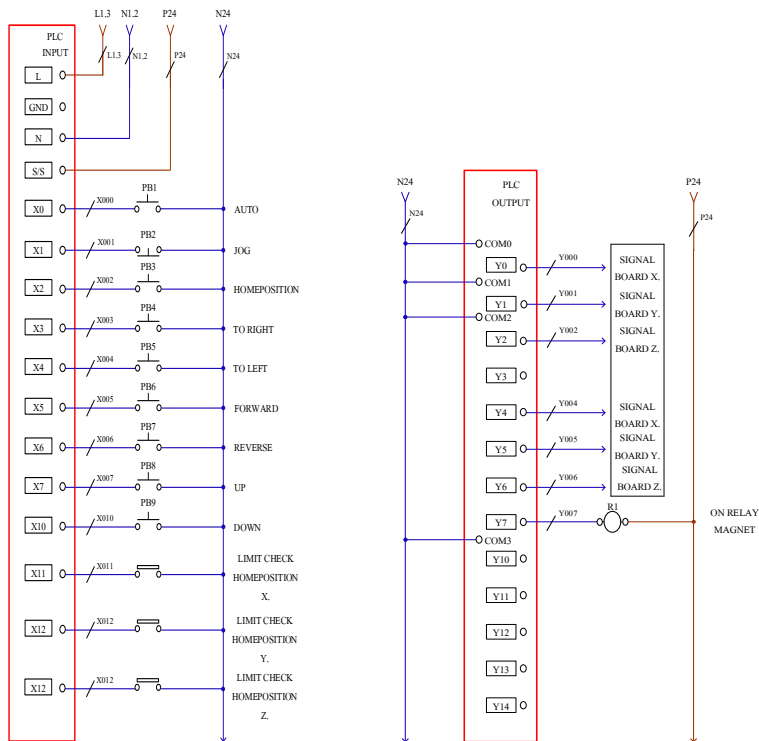 L1.3 N1.2 P24 N24
PLC
INPUT
L1.3 N1.2 P24 N24
L
GND
N
S/S
X0 X000 PB1 AUTO
X1 X001 PB2 JOG
X2 X002 PB3 HOMEPOSITION
X3 X003 PB4 TO RIGHT
X4 X004 PB5 TO LEFT
X5 X005 PB6 FORWARD
X6 X006 PB7 REVERSE
X7 X007 PB8 UP
X10 X010 PB9 DOWN
X11 X011 LIMIT CHECK
HOMEPOSITION
X.
X12 X012 LIMIT CHECK
HOMEPOSITION
Y.
X12 X012 LIMIT CHECK
HOMEPOSITION
Z.
N24 PLC P24
OUTPUT
N24 P24
COM0
Y0 Y000 SIGNAL
BOARD X.
COM1
Y1 Y001 SIGNAL
BOARD Y.
COM2
Y2 Y002 SIGNAL
BOARD Z.
Y3
Y4 Y004 SIGNAL
BOARD X.
Y5 Y005 SIGNAL
BOARD Y.
Y6 Y006 SIGNAL
BOARD Z.
Y7 Y007 R1 ON RELAY
MAGNET
COM3
Y10
Y11
Y12
Y13
Y14